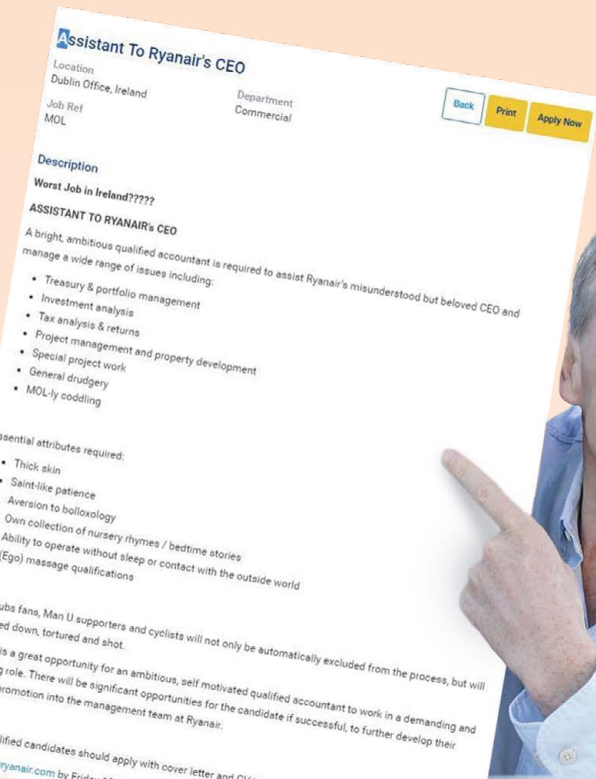 Assistant To Ryanair's CEO
Location
Dublin Office, Ireland
Department
Commercial
Job Ref
MOL
Back
Print
Apply Now
Description
Worst Job in Ireland?????
ASSISTANT TO RYANAIR's CEO
A bright, ambitious qualified accountant is required to assist Ryanair's misunderstood but beloved CEO and
manage a wide range of issues including:
• Treasury & portfolio management
• Investment analysis
• Tax analysis & returns
• Project management and property development
• Special project work
• General drudgery
• MOL-ly coddling
attributes required:
• Thick skin
• Saint-like patience
Aversion to bolloxology
Own collection of nursery rhymes / bedtime stories
Ability to operate without sleep or contact with the outside world
(Ego) massage qualifications
fans, Man U supporters and cyclists will not only be automatically excluded from the process, but will
down, tortured and shot.
is a great opportunity for an ambitious, self motivated qualified accountant to work in a demanding and
role. There will be significant opportunities for the candidate if successful, to further develop their
promotion into the management team at Ryanair.
candidates should apply with cover letter and
by